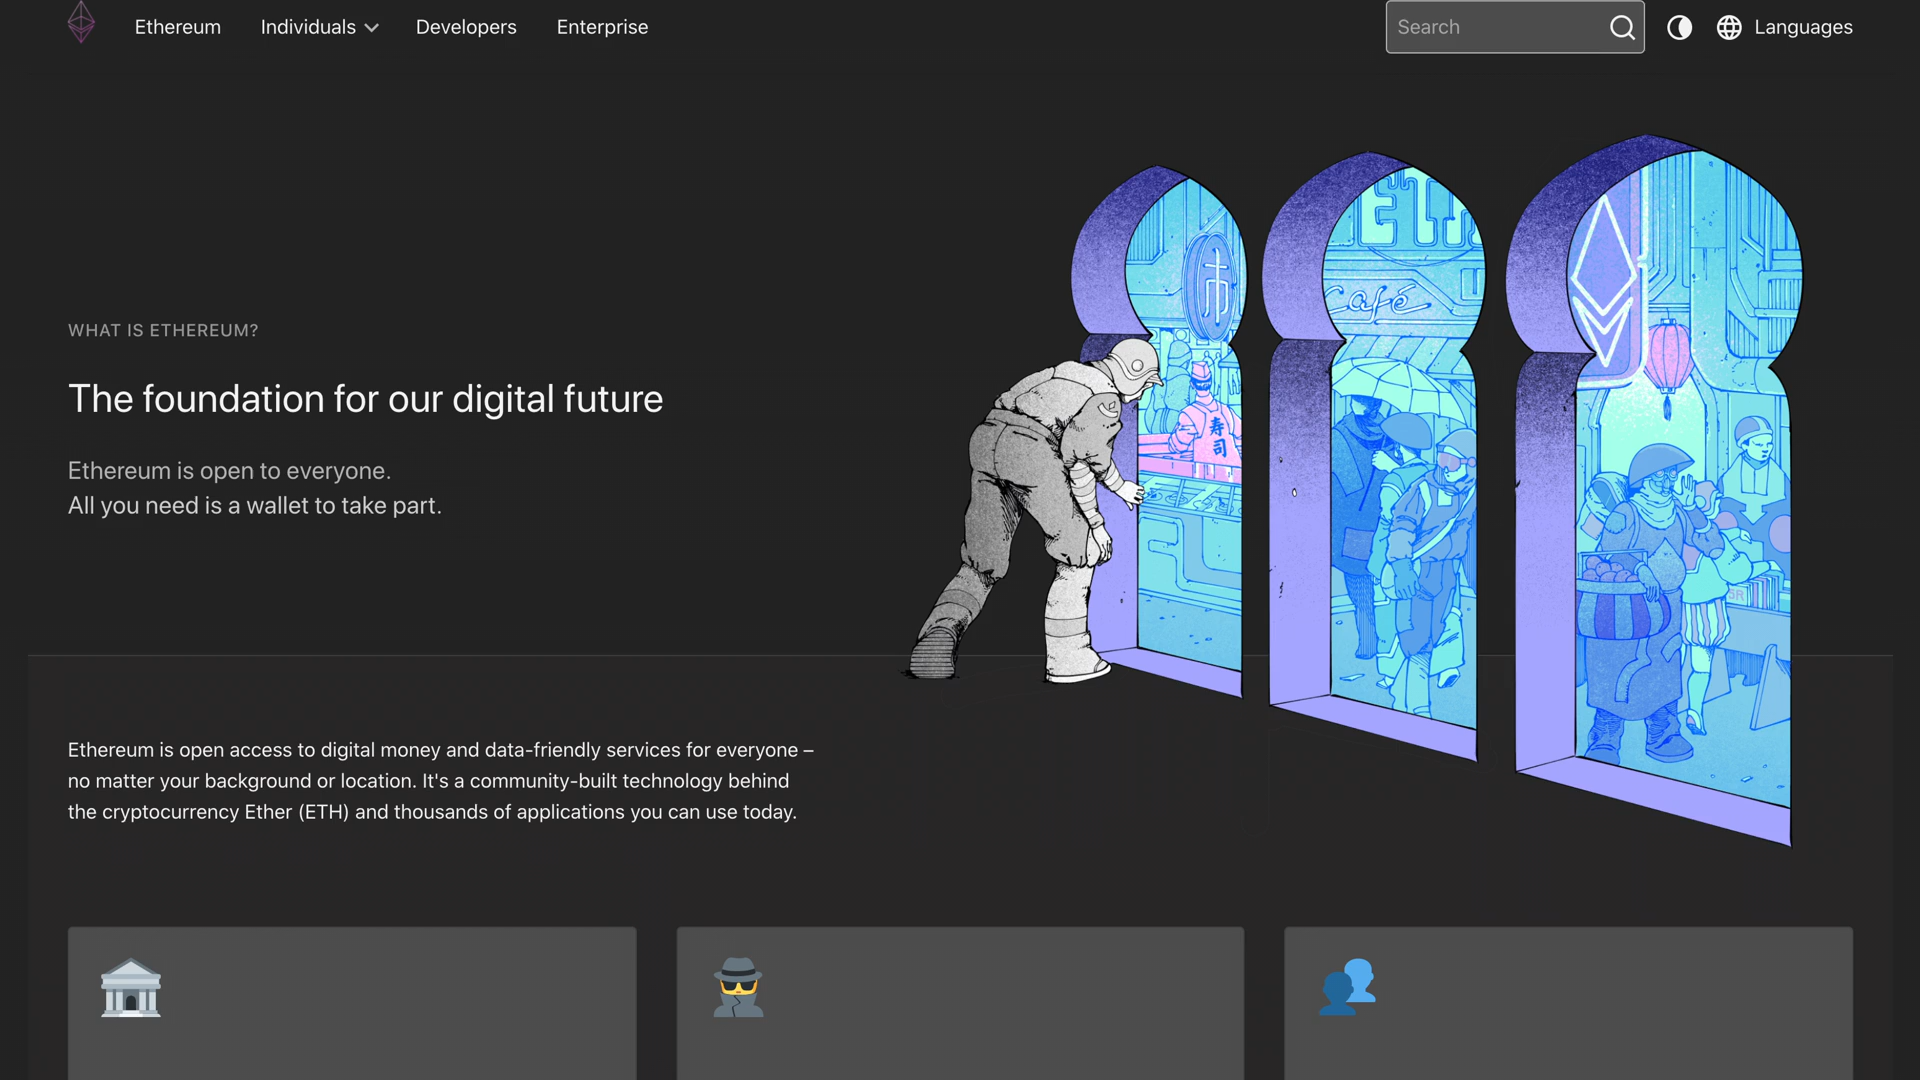 Ethereum
Individuals
Developers
Enterprise
Search
Languages
WHAT IS ETHEREUM?
The foundation for our digital future
Ethereum is open to everyone.
All you need is a wallet to take part.
Café
寿司
Ethereum is open access to digital money and data-friendly services for everyone –
no matter your background or location. It's a community-built technology behind
the cryptocurrency Ether (ETH) and thousands of applications you can use today.